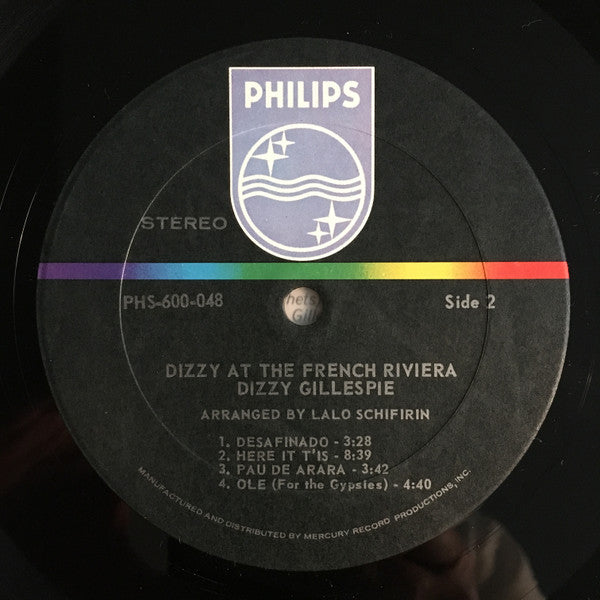 PHILIPS
STEREO
PHS-600-048
Side 2
DIZZY AT THE FRENCH RIVIERA
DIZZY GILLESPIE
ARRANGED BY LALO SCHIFIRIN
1. DESAFINADO - 3:28
2. HERE IT T'IS - 8:39
3. PAU DE ARARA - 3:42
4. OLE (For the Gypsies) - 4:40
MANUFACTURED AND DISTRIBUTED BY MERCURY RECORD PRODUCTIONS, INC.